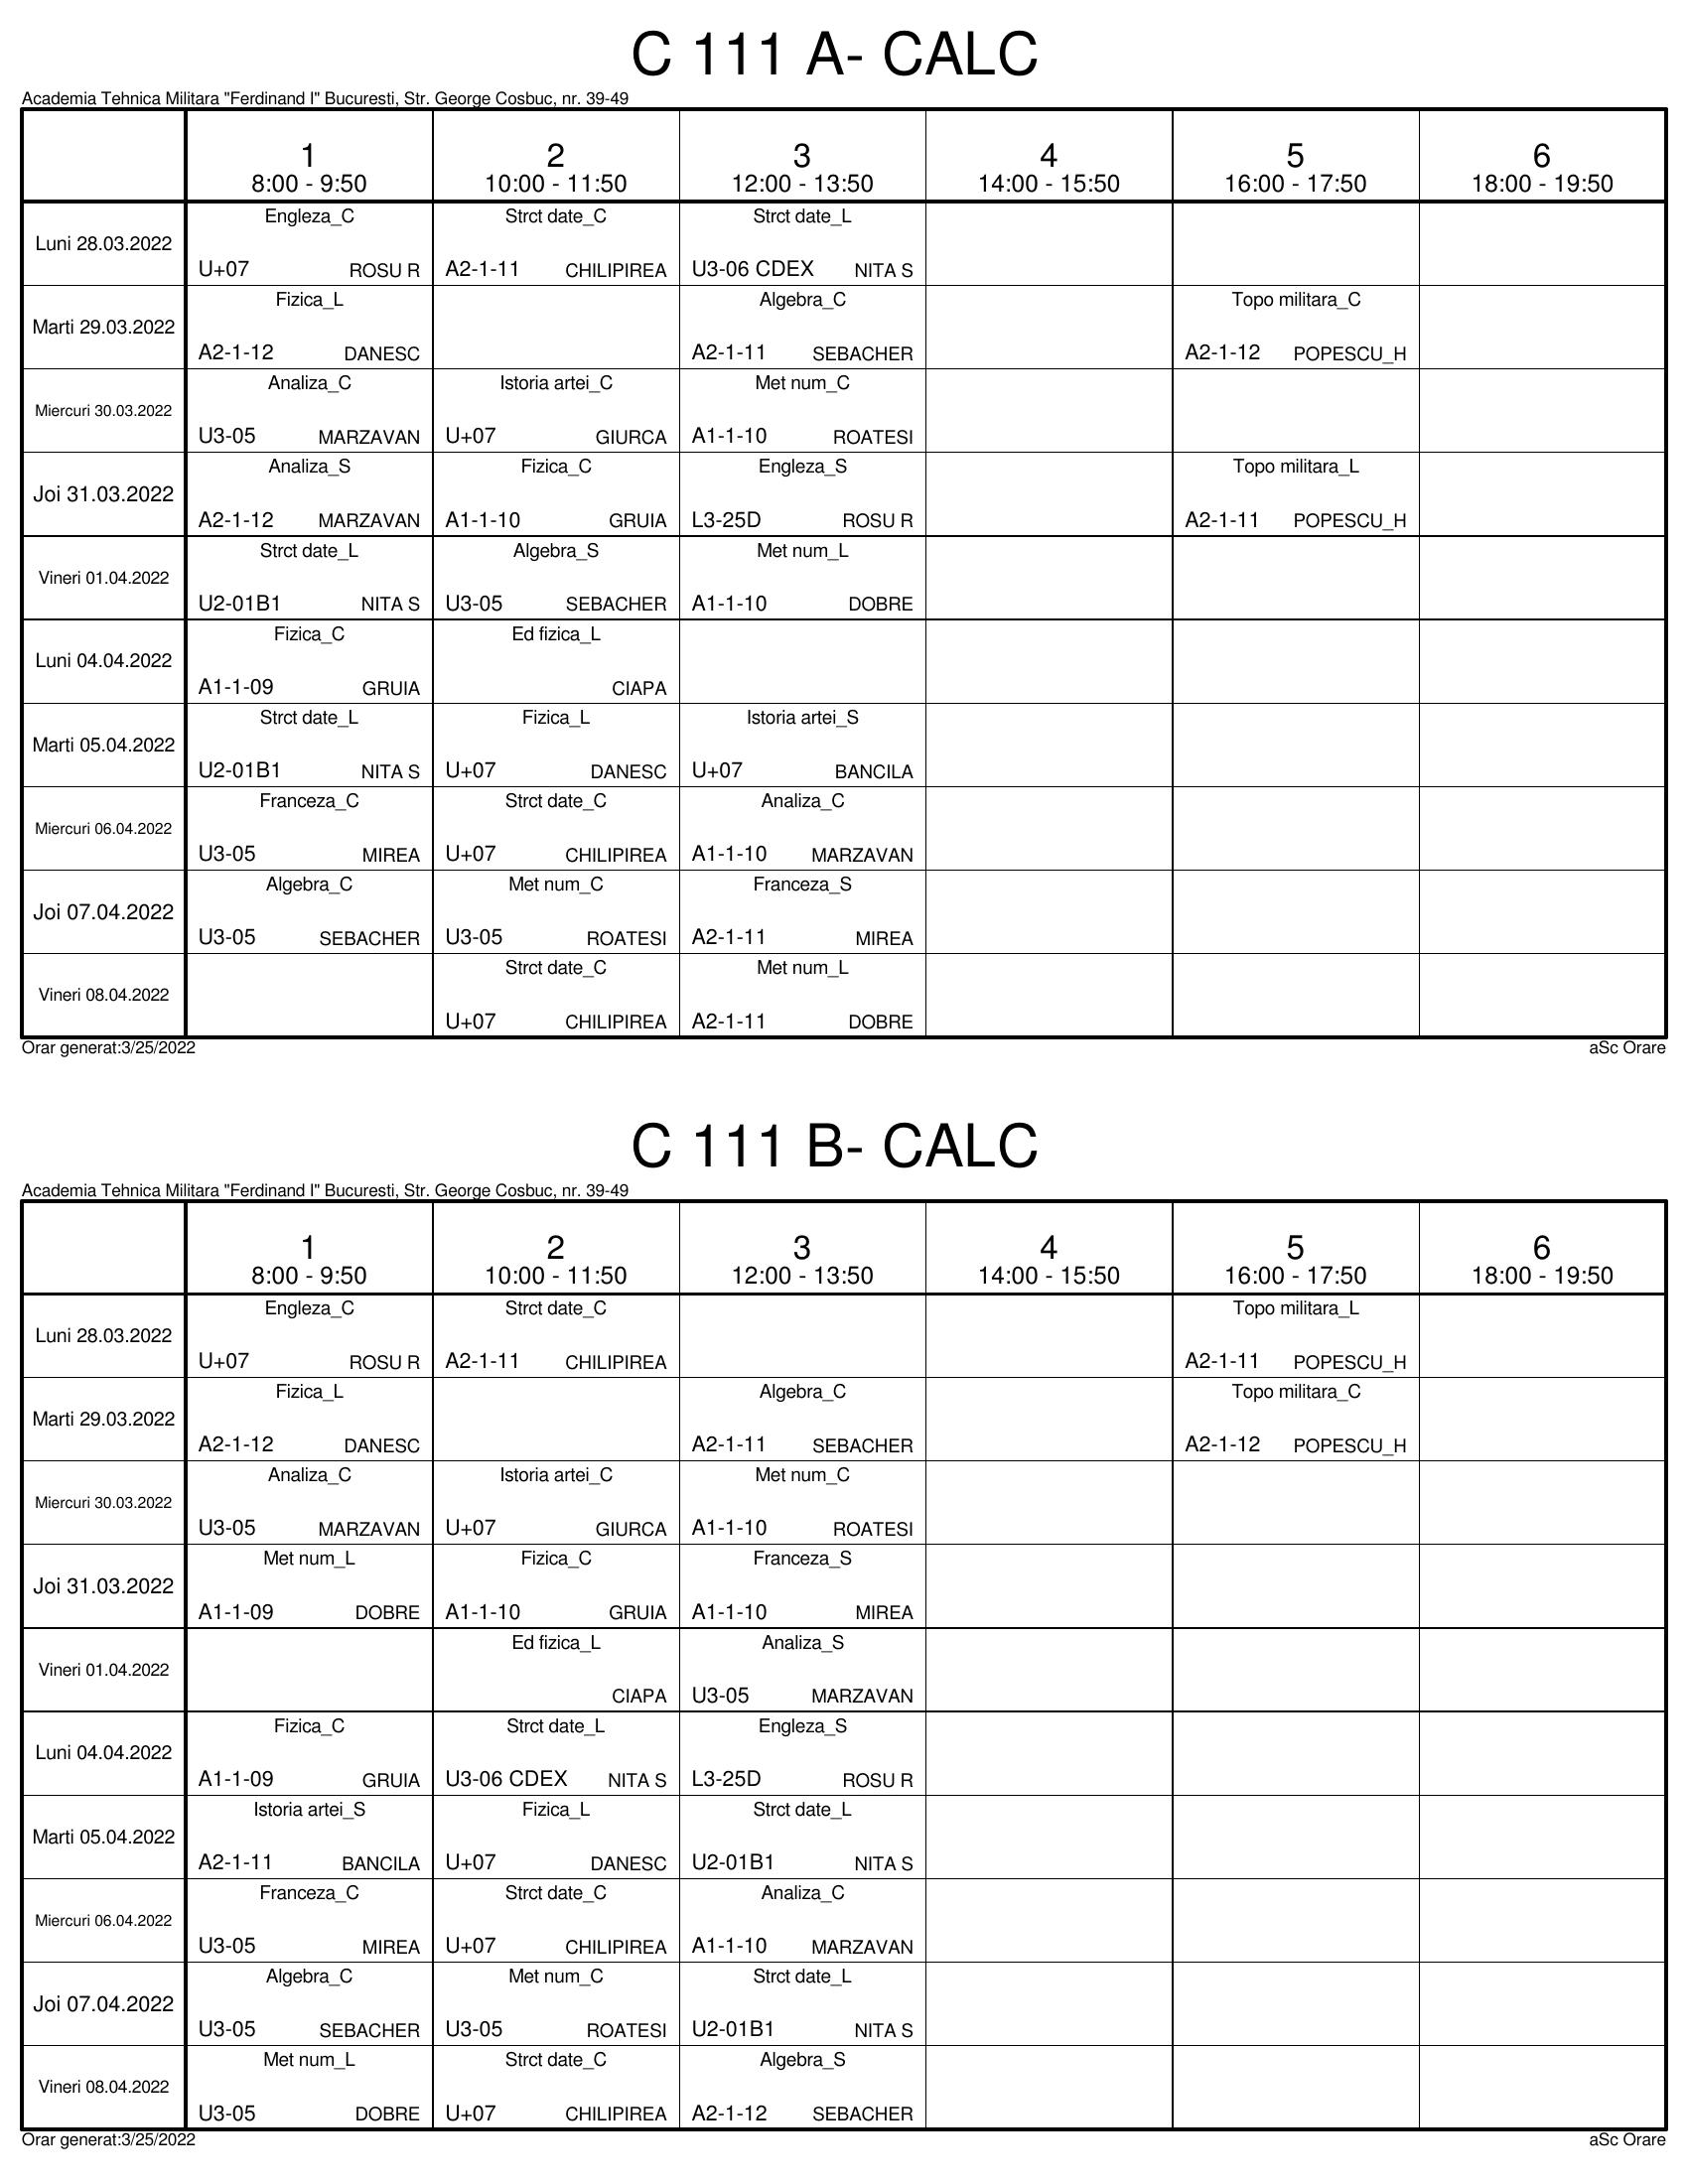 C 111 A- CALC
Academia Tehnica Militara "Ferdinand I" Bucuresti, Str. George Cosbuc, nr. 39-49
1 2 3 4 5 6
8:00 - 9:50 10:00 - 11:50 12:00 - 13:50 14:00 - 15:50 16:00 - 17:50 18:00 - 19:50
Engleza_C Strct date_C Strct date_L
Luni 28.03.2022
U+07 ROSU R A2-1-11 CHILIPIREA U3-06 CDEX NITA S
Fizica_L Algebra_C Topo militara_C
Marti 29.03.2022
A2-1-12 DANESC A2-1-11 SEBACHER A2-1-12 POPESCU_H
Analiza_C Istoria artei_C Met num_C
Miercuri 30.03.2022
U3-05 MARZAVAN U+07 GIURCA A1-1-10 ROATESI
Analiza_S Fizica_C Engleza_S Topo militara_L
Joi 31.03.2022
A2-1-12 MARZAVAN A1-1-10 GRUIA L3-25D ROSU R A2-1-11 POPESCU_H
Strct date_L Algebra_S Met num_L
Vineri 01.04.2022
U2-01B1 NITA S U3-05 SEBACHER A1-1-10 DOBRE
Fizica_C Ed fizica_L
Luni 04.04.2022
A1-1-09 GRUIA CIAPA
Strct date_L Fizica_L Istoria artei_S
Marti 05.04.2022
U2-01B1 NITA S U+07 DANESC U+07 BANCILA
Franceza_C Strct date_C Analiza_C
Miercuri 06.04.2022
U3-05 MIREA U+07 CHILIPIREA A1-1-10 MARZAVAN
Algebra_C Met num_C Franceza_S
Joi 07.04.2022
U3-05 SEBACHER U3-05 ROATESI A2-1-11 MIREA
Strct date_C Met num_L
Vineri 08.04.2022
U+07 CHILIPIREA A2-1-11 DOBRE
Orar generat:3/25/2022 aSc Orare
C 111 B- CALC
Academia Tehnica Militara "Ferdinand I" Bucuresti, Str. George Cosbuc, nr. 39-49
1 2 3 4 5 6
8:00 - 9:50 10:00 - 11:50 12:00 - 13:50 14:00 - 15:50 16:00 - 17:50 18:00 - 19:50
Engleza_C Strct date_C Topo militara_L
Luni 28.03.2022
U+07 ROSU R A2-1-11 CHILIPIREA A2-1-11 POPESCU_H
Fizica_L Algebra_C Topo militara_C
Marti 29.03.2022
A2-1-12 DANESC A2-1-11 SEBACHER A2-1-12 POPESCU_H
Analiza_C Istoria artei_C Met num_C
Miercuri 30.03.2022
U3-05 MARZAVAN U+07 GIURCA A1-1-10 ROATESI
Met num_L Fizica_C Franceza_S
Joi 31.03.2022
A1-1-09 DOBRE A1-1-10 GRUIA A1-1-10 MIREA
Ed fizica_L Analiza_S
Vineri 01.04.2022
CIAPA U3-05 MARZAVAN
Fizica_C Strct date_L Engleza_S
Luni 04.04.2022
A1-1-09 GRUIA U3-06 CDEX NITA S L3-25D ROSU R
Istoria artei_S Fizica_L Strct date_L
Marti 05.04.2022
A2-1-11 BANCILA U+07 DANESC U2-01B1 NITA S
Franceza_C Strct date_C Analiza_C
Miercuri 06.04.2022
U3-05 MIREA U+07 CHILIPIREA A1-1-10 MARZAVAN
Algebra_C Met num_C Strct date_L
Joi 07.04.2022
U3-05 SEBACHER U3-05 ROATESI U2-01B1 NITA S
Met num_L Strct date_C Algebra_S
Vineri 08.04.2022
U3-05 DOBRE U+07 CHILIPIREA A2-1-12 SEBACHER
Orar generat:3/25/2022 aSc Orare